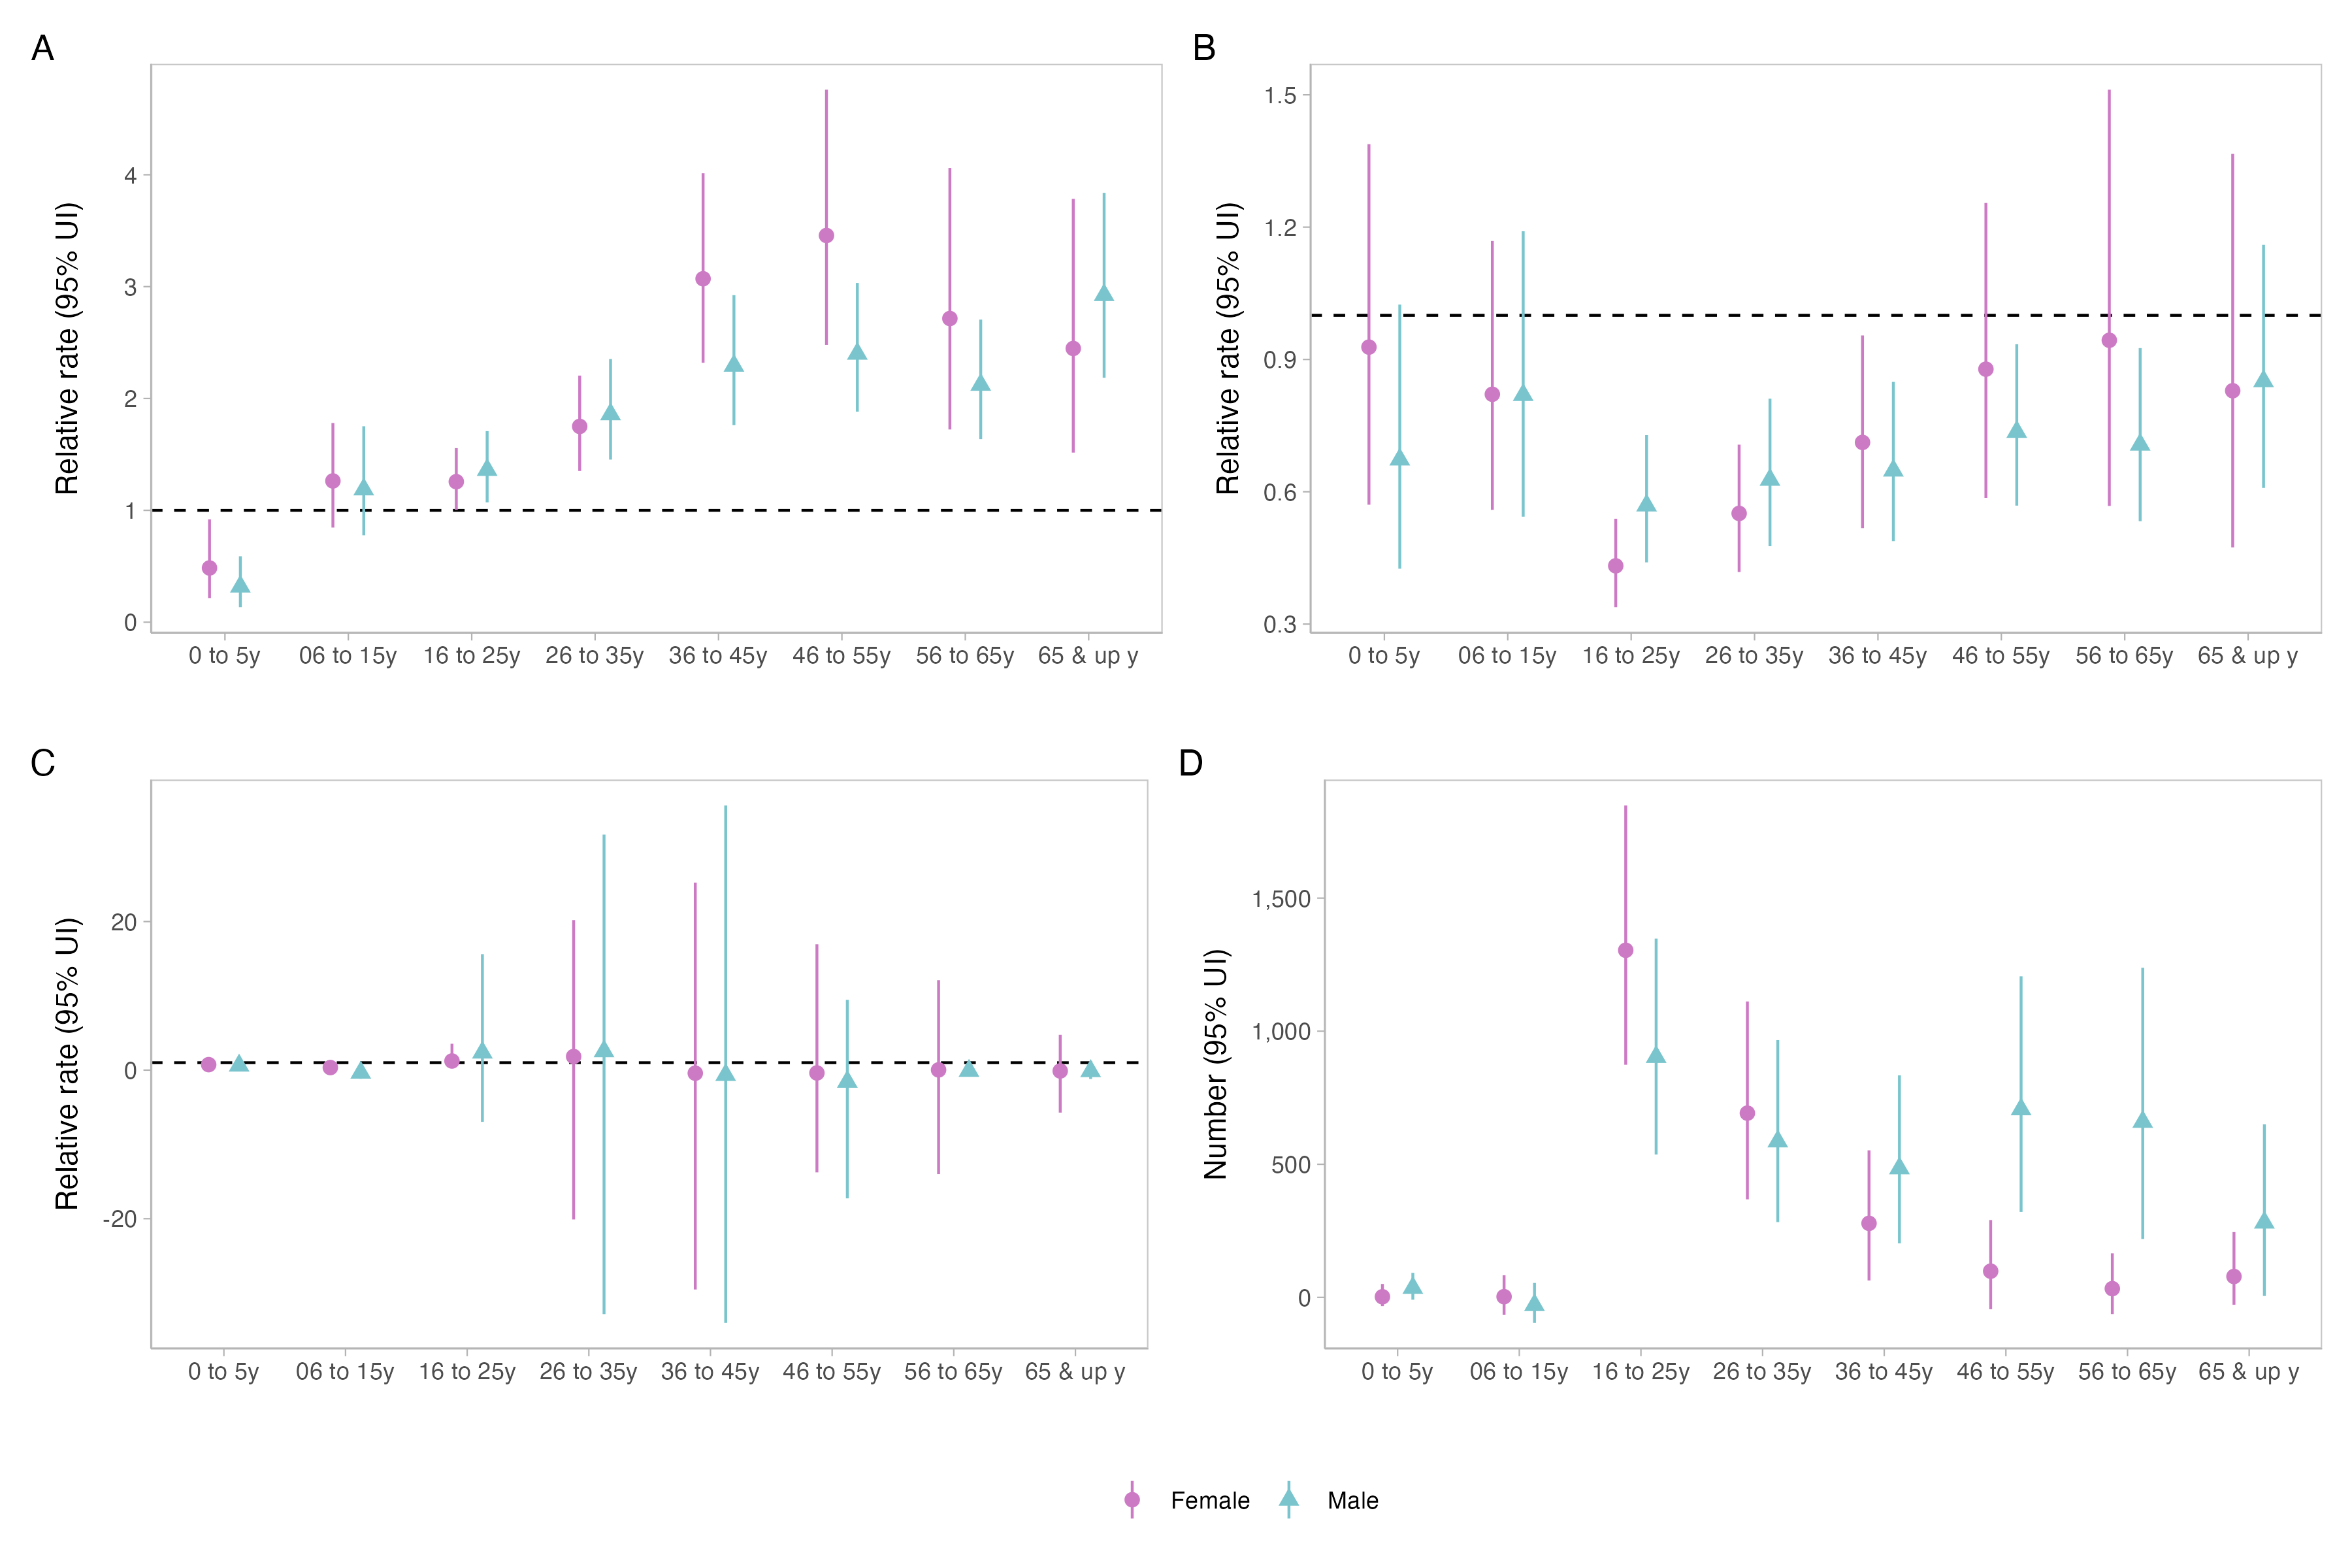 A
Relative rate (95% UI)
4
3
2
1
0
0 to 5y 06 to 15y 16 to 25y 26 to 35y 36 to 45y 46 to 55y 56 to 65y 65 & up y
B
Relative rate (95% UI)
1.5
1.2
0.9
0.6
0.3
0 to 5y 06 to 15y 16 to 25y 26 to 35y 36 to 45y 46 to 55y 56 to 65y 65 & up y
C
Relative rate (95% UI)
20
0
-20
0 to 5y 06 to 15y 16 to 25y 26 to 35y 36 to 45y 46 to 55y 56 to 65y 65 & up y
D
Number (95% UI)
1,500
1,000
500
0
0 to 5y 06 to 15y 16 to 25y 26 to 35y 36 to 45y 46 to 55y 56 to 65y 65 & up y
Female Male